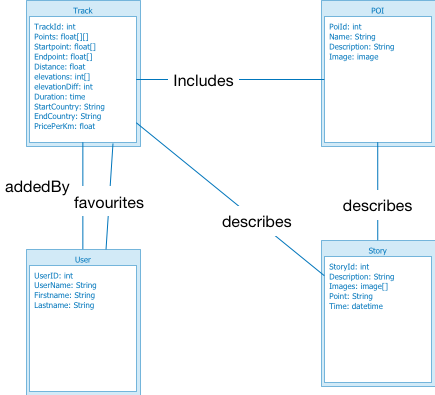 Track
TrackId: int
Points: float[][]
Startpoint: float[]
Endpoint: float[]
Distance: float
elevations: int[]
elevationDiff: int
Duration: time
StartCountry: String
EndCountry: String
PricePerKm: float
Includes
POI
PoiId: int
Name: String
Description: String
Image: image
addedBy
favourites
describes
describes
User
UserID: int
UserName: String
Firstname: String
Lastname: String
Story
StoryId: int
Description: String
Images: image[]
Point: String
Time: datetime